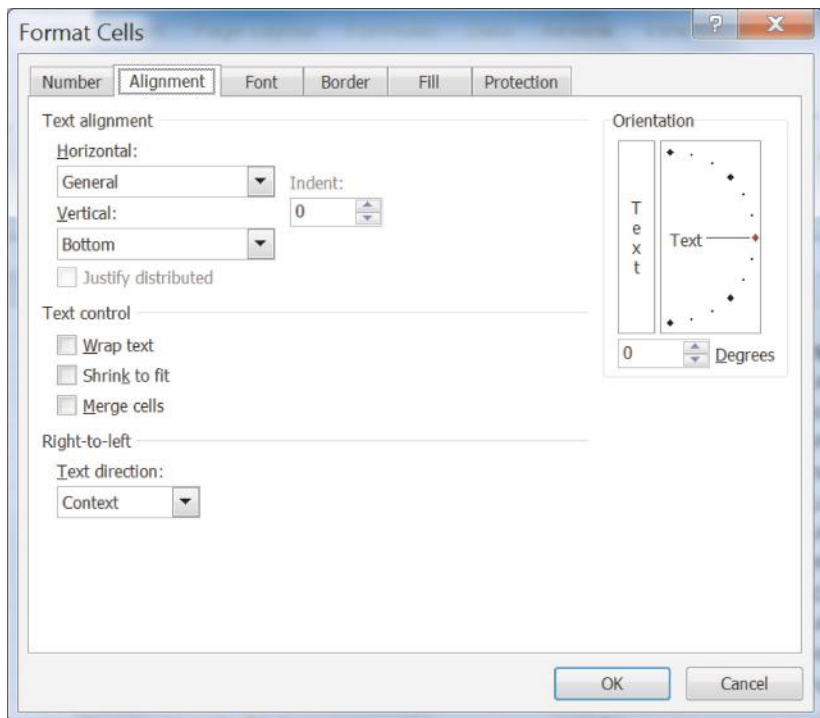 Format Cells
?
X
Number Alignment Font Border Fill Protection
Text alignment
Horizontal:
General
Indent:
Vertical:
0
Bottom
Justify distributed
Text control
Wrap text
Shrink to fit
Merge cells
Right-to-left
Text direction:
Context
Orientation
T
e
x
t
Text
0 Degrees
OK Cancel